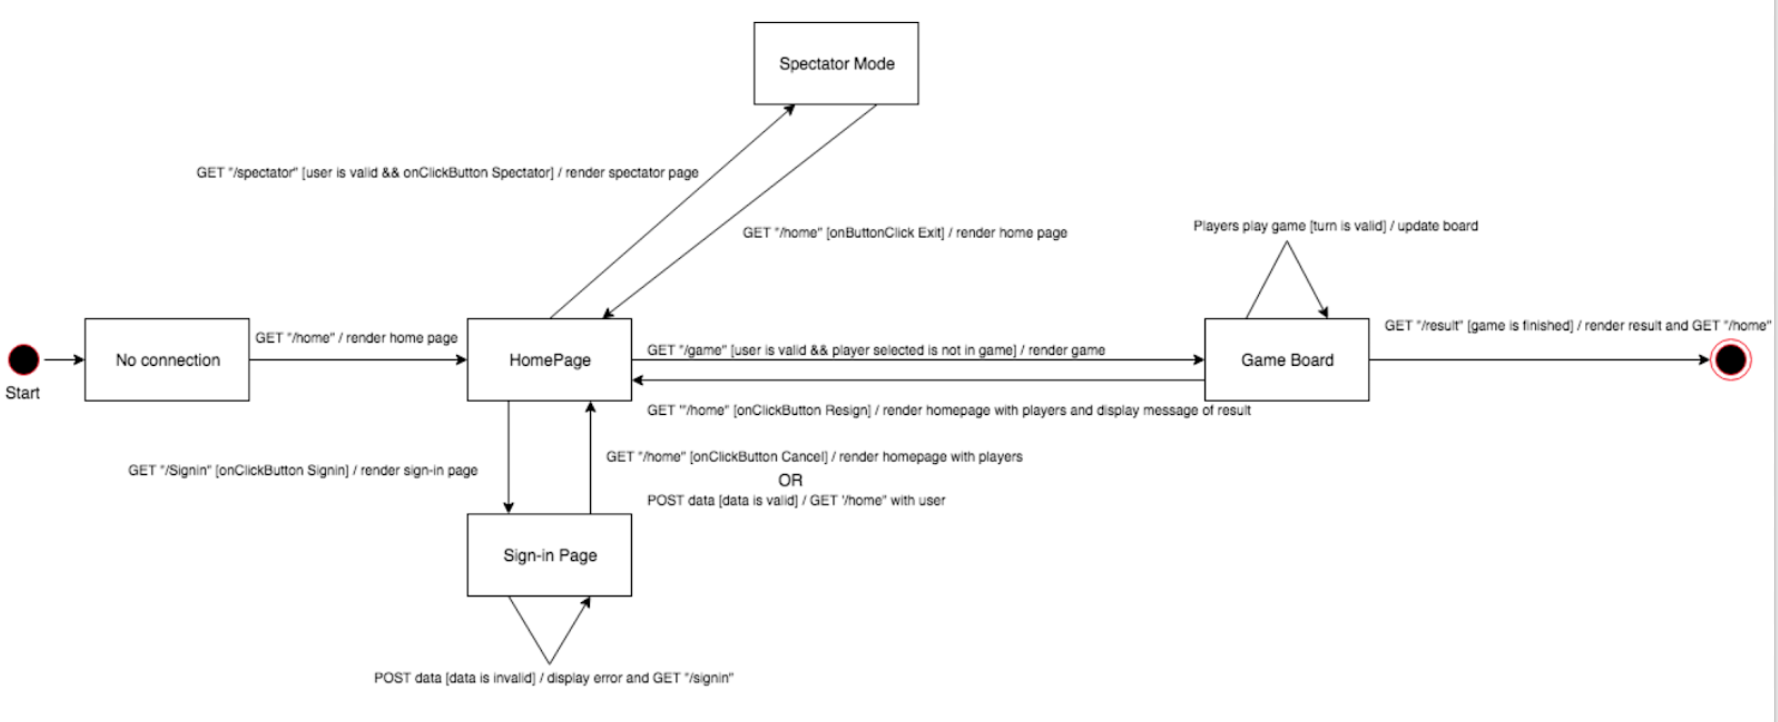 Spectator Mode
GET "/spectator" [user is valid && onClickButton Spectator] / render spectator page
GET "/home" [onButtonClick Exit] / render home page
Players play game [turn is valid] / update board
GET "/result" [game is finished] / render result and GET "/home"
GET "/home" / render home page
No connection
HomePage
GET "/game" [user is valid && player selected is not in game] / render game
Game Board
Start
GET "'/home" [onClickButton Resign] / render homepage with players and display message of result
GET "/Signin" [onClickButton Signin] / render sign-in page
GET "/home" [onClickButton Cancel] / render homepage with players
OR
POST data [data is valid] / GET '/home" with user
Sign-in Page
POST data [data is invalid] / display error and GET "/signin"